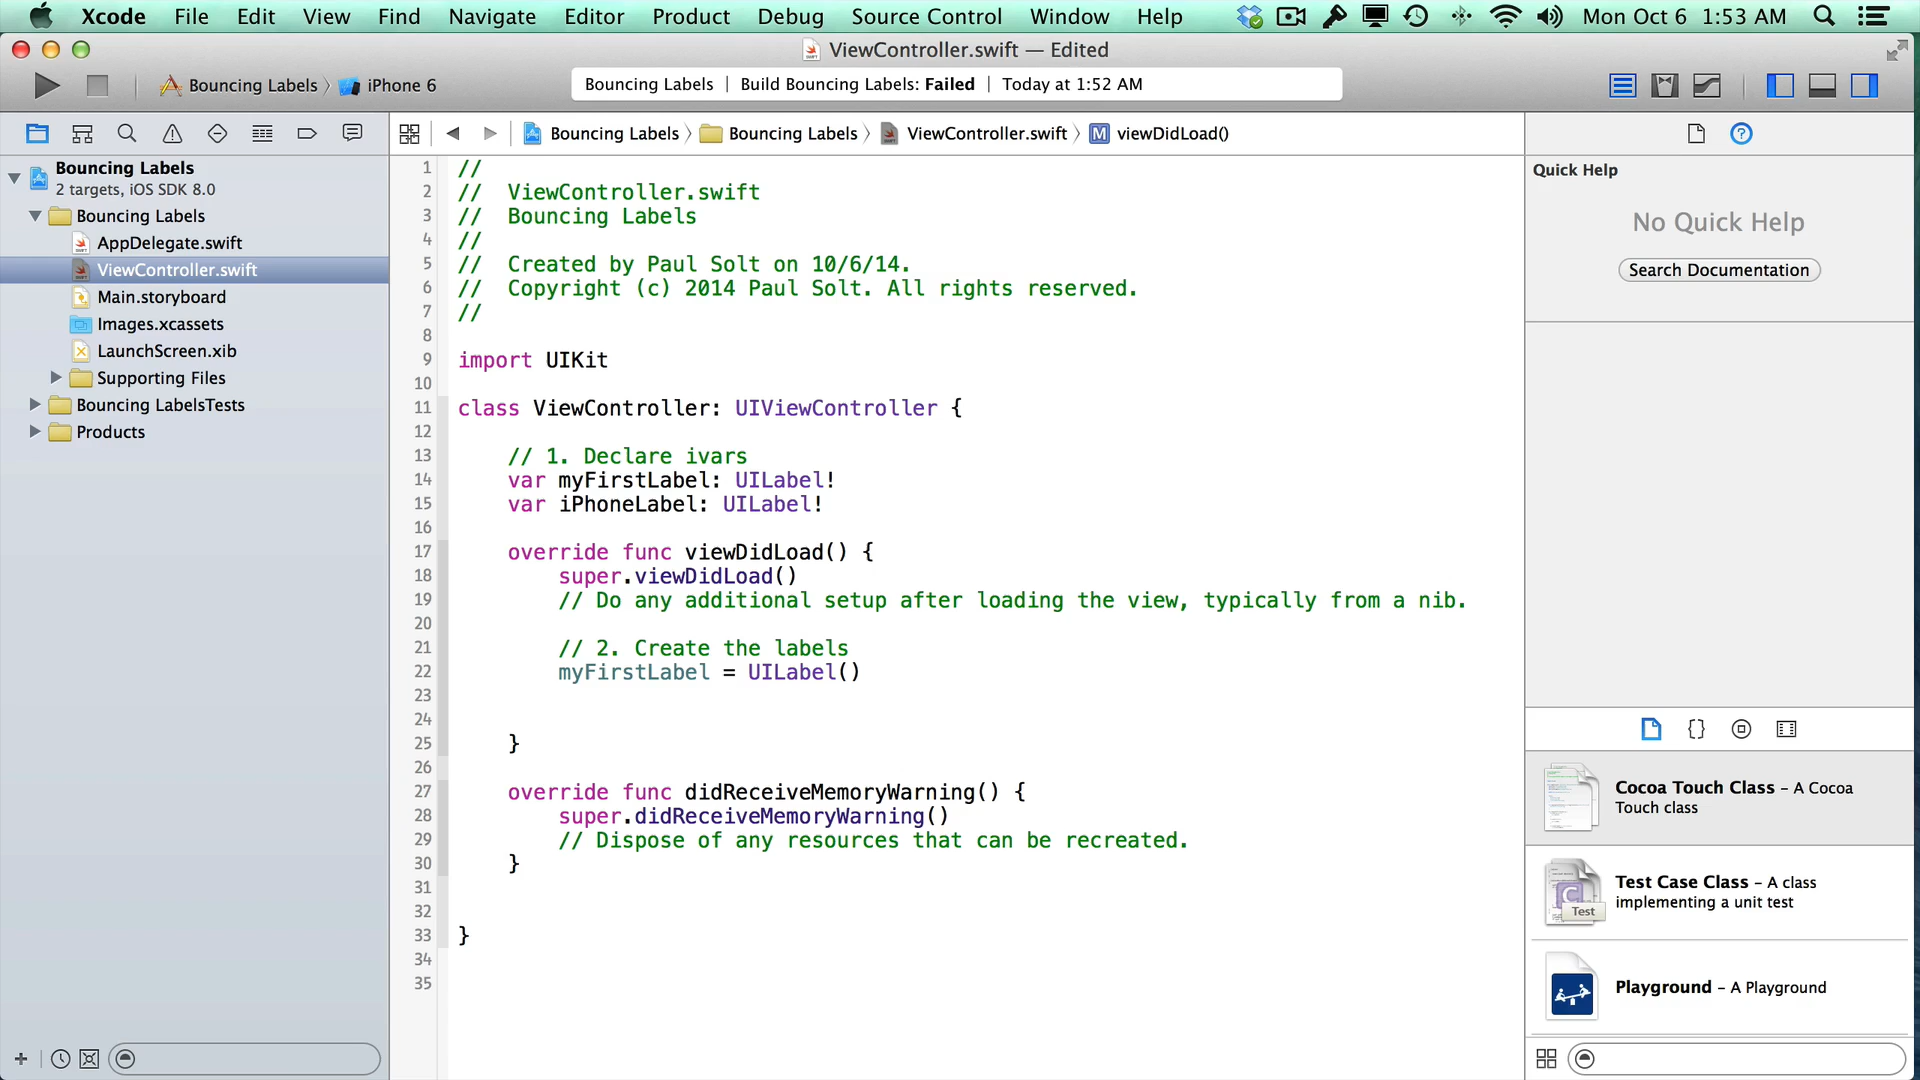 Xcode File Edit View Find Navigate Editor Product Debug Source Control Window Help Mon Oct 6 1:53 AM
ViewController.swift — Edited
Bouncing Labels iPhone 6 Bouncing Labels | Build Bouncing Labels: Failed | Today at 1:52 AM
Bouncing Labels Bouncing Labels ViewController.swift M viewDidLoad()
Bouncing Labels
2 targets, iOS SDK 8.0
Bouncing Labels
AppDelegate.swift
ViewController.swift
Main.storyboard
Images.xcassets
LaunchScreen.xib
Supporting Files
Bouncing LabelsTests
Products
1 //
2 // ViewController.swift
3 // Bouncing Labels
4 //
5 // Created by Paul Solt on 10/6/14.
6 // Copyright (c) 2014 Paul Solt. All rights reserved.
7 //
8
9 import UIKit
10
11 class ViewController: UIViewController {
12
13 // 1. Declare ivars
14 var myFirstLabel: UILabel!
15 var iPhoneLabel: UILabel!
16
17 override func viewDidLoad() {
18 super.viewDidLoad()
19 // Do any additional setup after loading the view, typically from a nib.
20
21 // 2. Create the labels
22 myFirstLabel = UILabel()
23
24
25 }
26
27 override func didReceiveMemoryWarning() {
28 super.didReceiveMemoryWarning()
29 // Dispose of any resources that can be recreated.
30 }
31
32
33 }
34
35
Quick Help
No Quick Help
Search Documentation
{}
Cocoa Touch Class – A Cocoa
Touch class
Test Case Class – A class
implementing a unit test
C
Test
Playground – A Playground